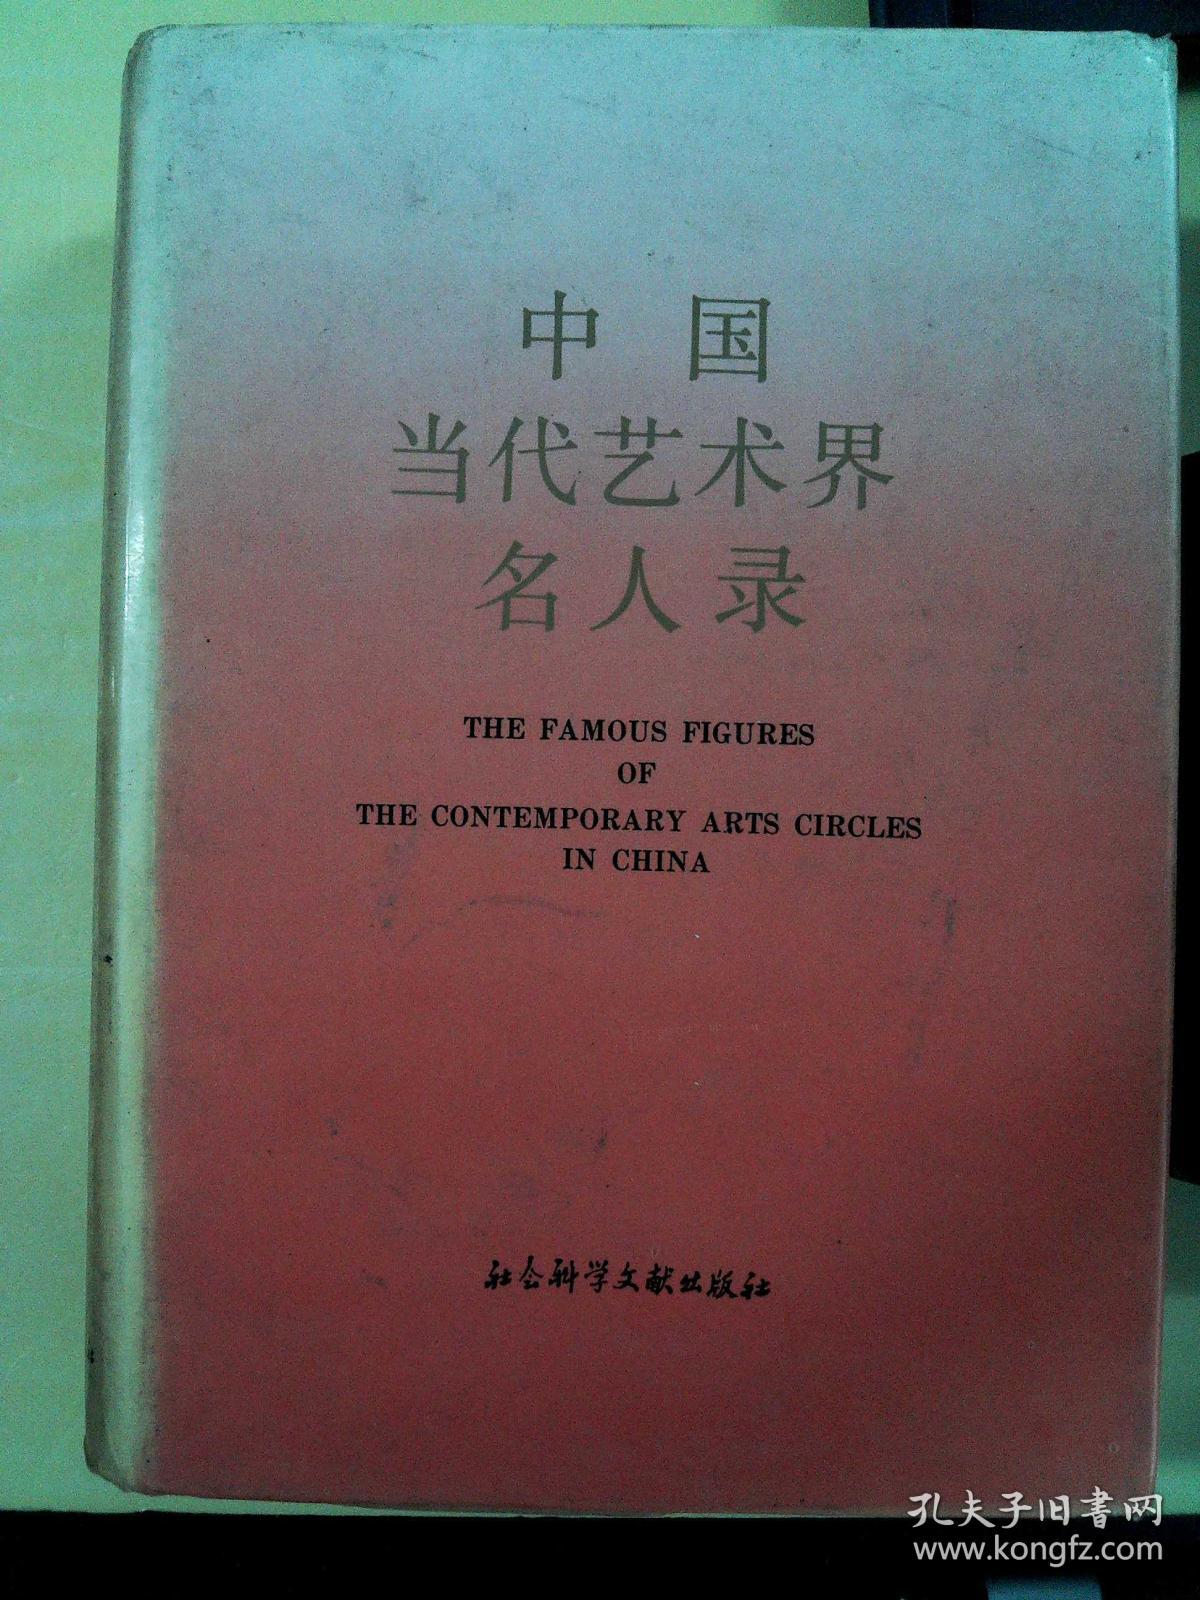 中国
当代艺术界
名人录
THE FAMOUS FIGURES
OF
THE CONTEMPORARY ARTS CIRCLES
IN CHINA
社会科学文献出版社
孔夫子旧书网
www.kongfz.com